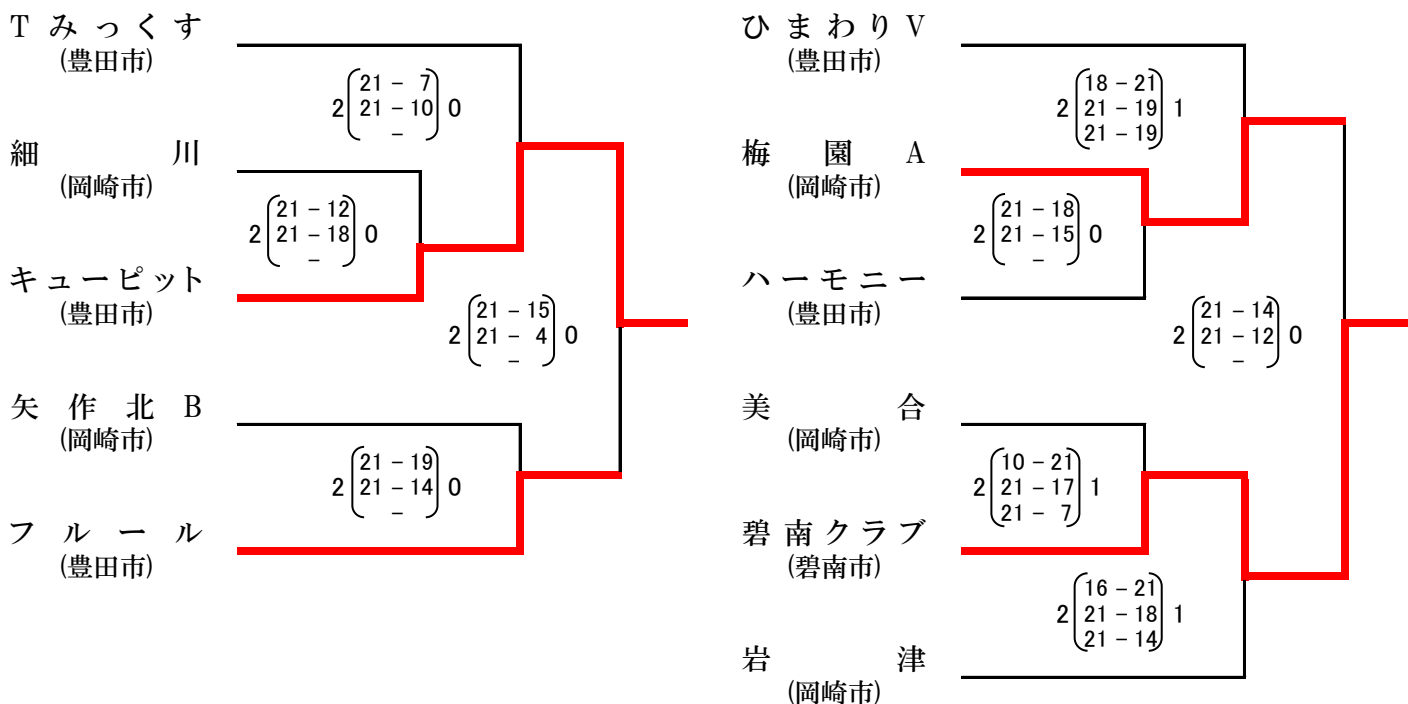 Tみっくす
(豊田市)
2 21 - 7 0
21 - 10
-
細川
(岡崎市)
2 21 - 12 0
21 - 18
-
キューピット
(豊田市)
2 21 - 15 0
21 - 4
-
矢作北B
(岡崎市)
2 21 - 19 0
21 - 14
-
フルール
(豊田市)
ひまわりV
(豊田市)
2 18 - 21 1
21 - 19
21 - 19
梅園A
(岡崎市)
2 21 - 18 0
21 - 15
-
ハーモニー
(豊田市)
2 21 - 14 0
21 - 12
-
美合
(岡崎市)
2 10 - 21 1
21 - 17
21 - 7
碧南クラブ
(碧南市)
2 16 - 21 1
21 - 18
21 - 14
岩津
(岡崎市)